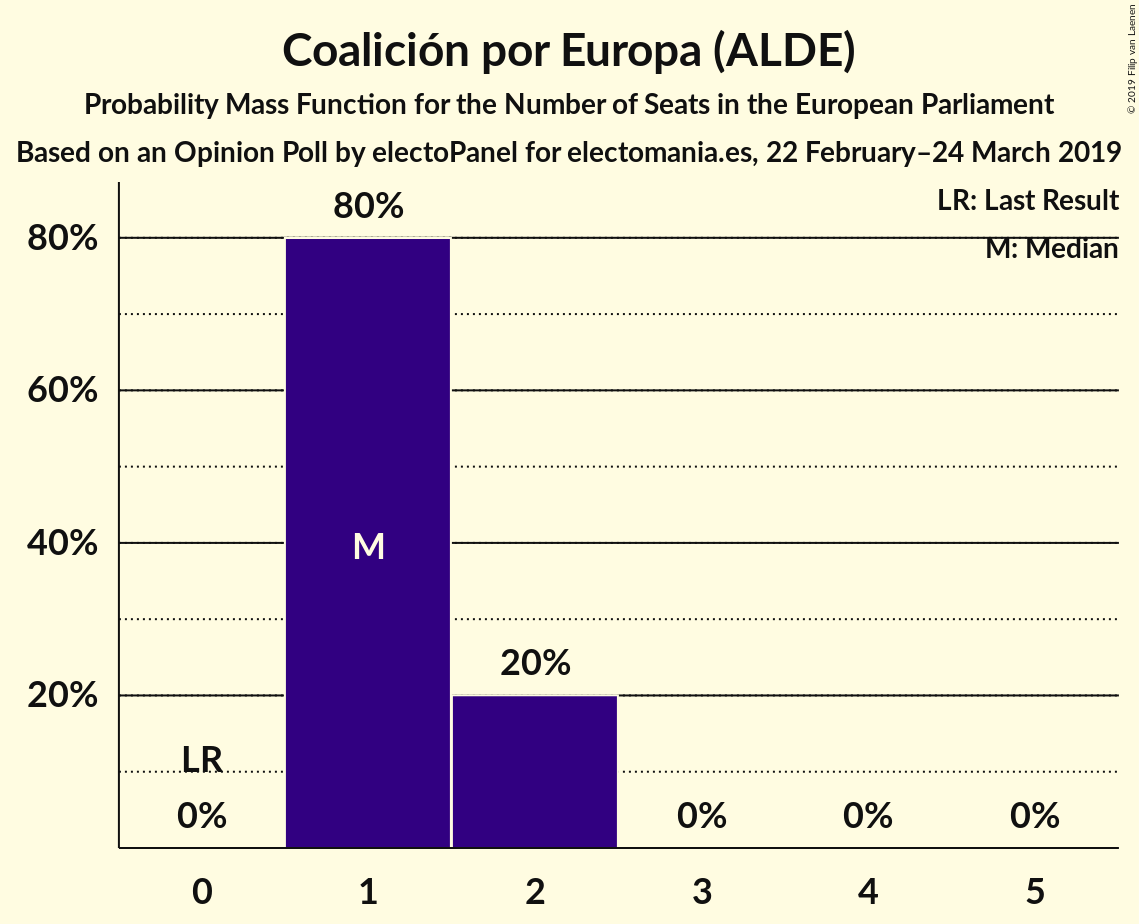 Coalición por Europa (ALDE)
Probability Mass Function for the Number of Seats in the European Parliament
Based on an Opinion Poll by electoPanel for electomania.es, 22 February–24 March 2019
© 2019 Filip van Laenen
LR: Last Result
M: Median
80%
80%
60%
40%
M
20%
20%
LR
0%
0%
0%
0%
0 1 2 3 4 5